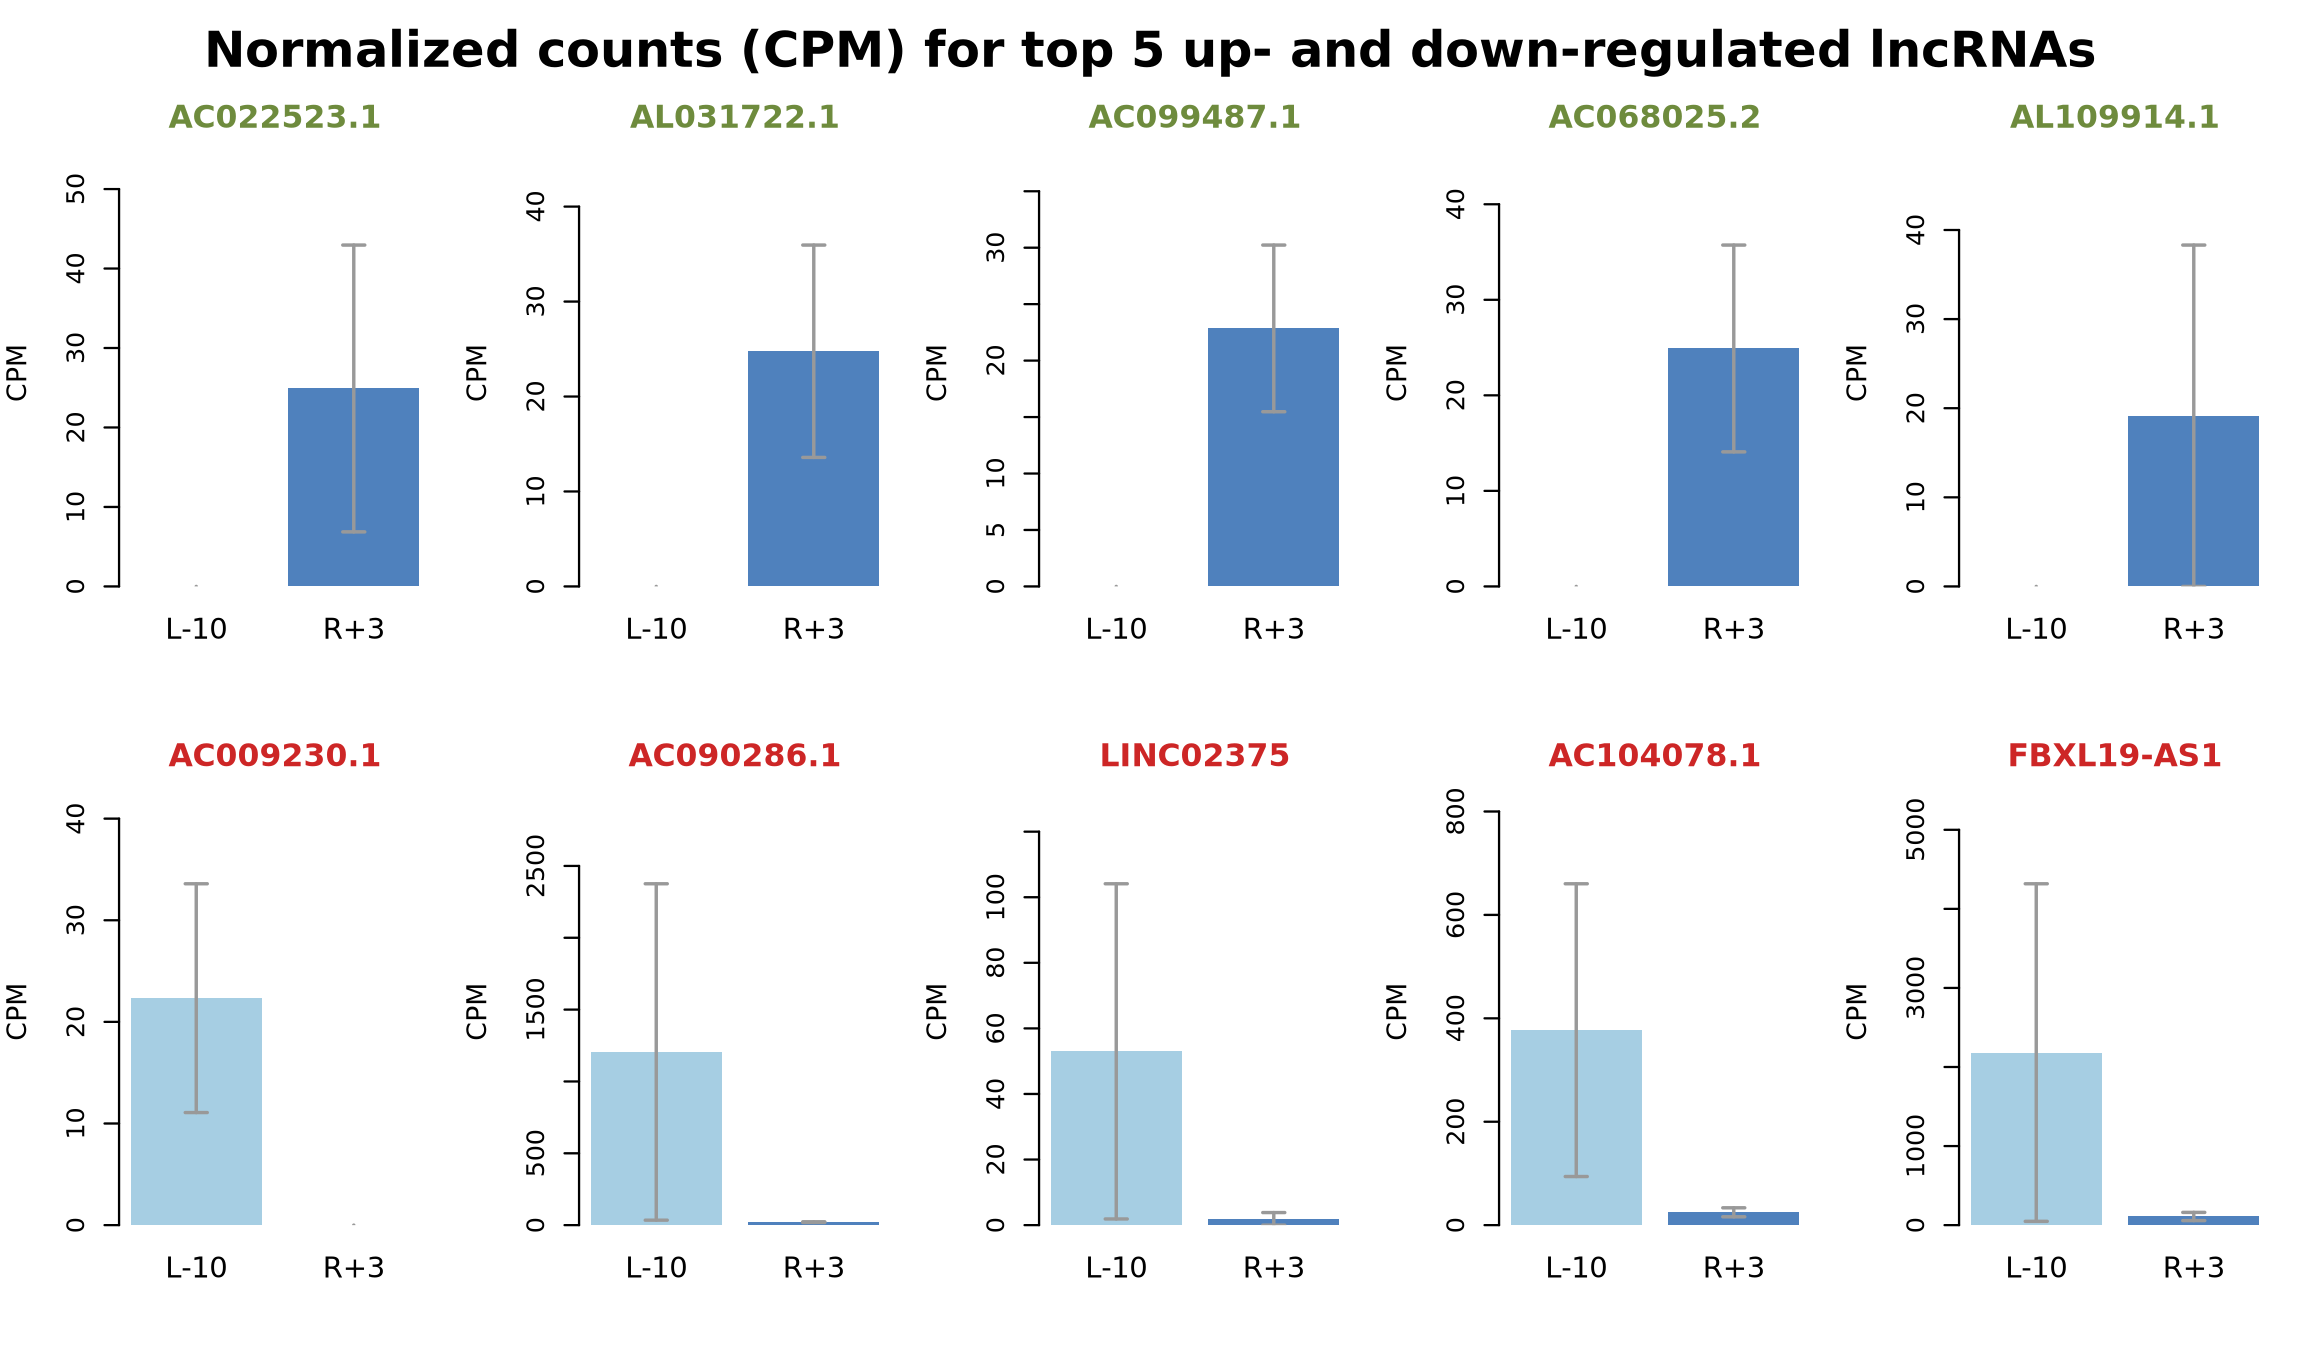 Normalized counts (CPM) for top 5 up- and down-regulated lncRNAs
AC022523.1
CPM
50
40
30
20
10
0
L-10 R+3
AL031722.1
CPM
40
30
20
10
0
L-10 R+3
AC099487.1
CPM
30
20
10
5
0
L-10 R+3
AC068025.2
CPM
40
30
20
10
0
L-10 R+3
AL109914.1
CPM
40
30
20
10
0
L-10 R+3
AC009230.1
CPM
40
30
20
10
0
L-10 R+3
AC090286.1
CPM
2500
1500
500
0
L-10 R+3
LINC02375
CPM
100
80
60
40
20
0
L-10 R+3
AC104078.1
CPM
800
600
400
200
0
L-10 R+3
FBXL19-AS1
CPM
5000
3000
1000
0
L-10 R+3